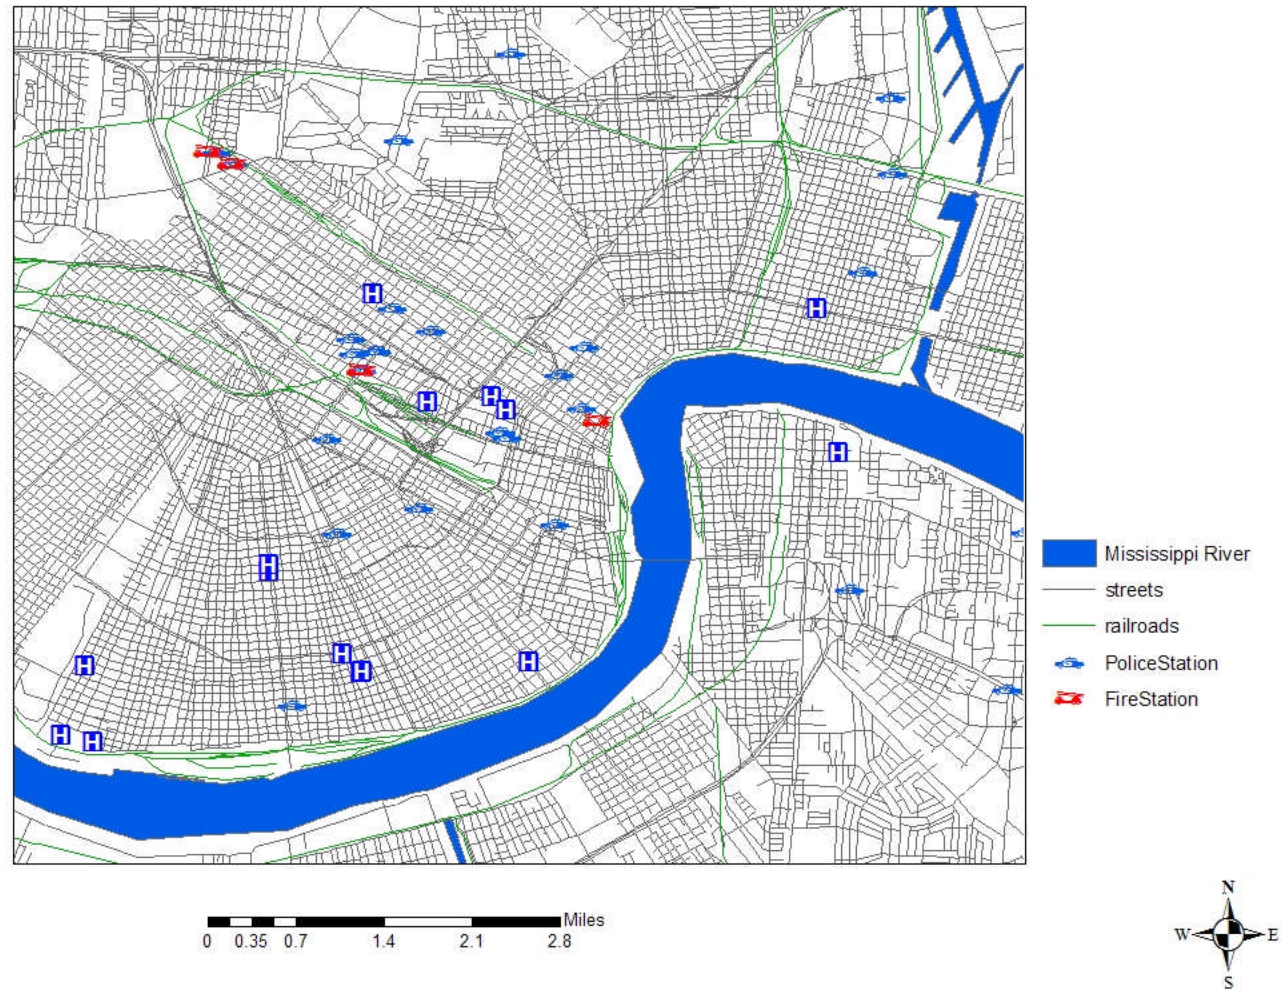 H
H
H
H
H
H
H
H
H
H
H
H
H
Mississippi River
streets
railroads
PoliceStation
FireStation
Miles
0 0.35 0.7 1.4 2.1 2.8
N
W E
S